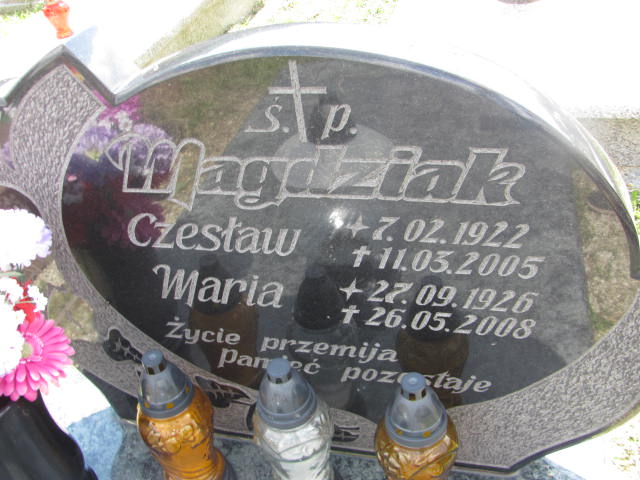 Ś. p.
Magdziak
Czesław 7.02.1922
11.03.2005
Maria 27.09.1926
26.05.2008
Życie przemija
Pamięć pozostaje